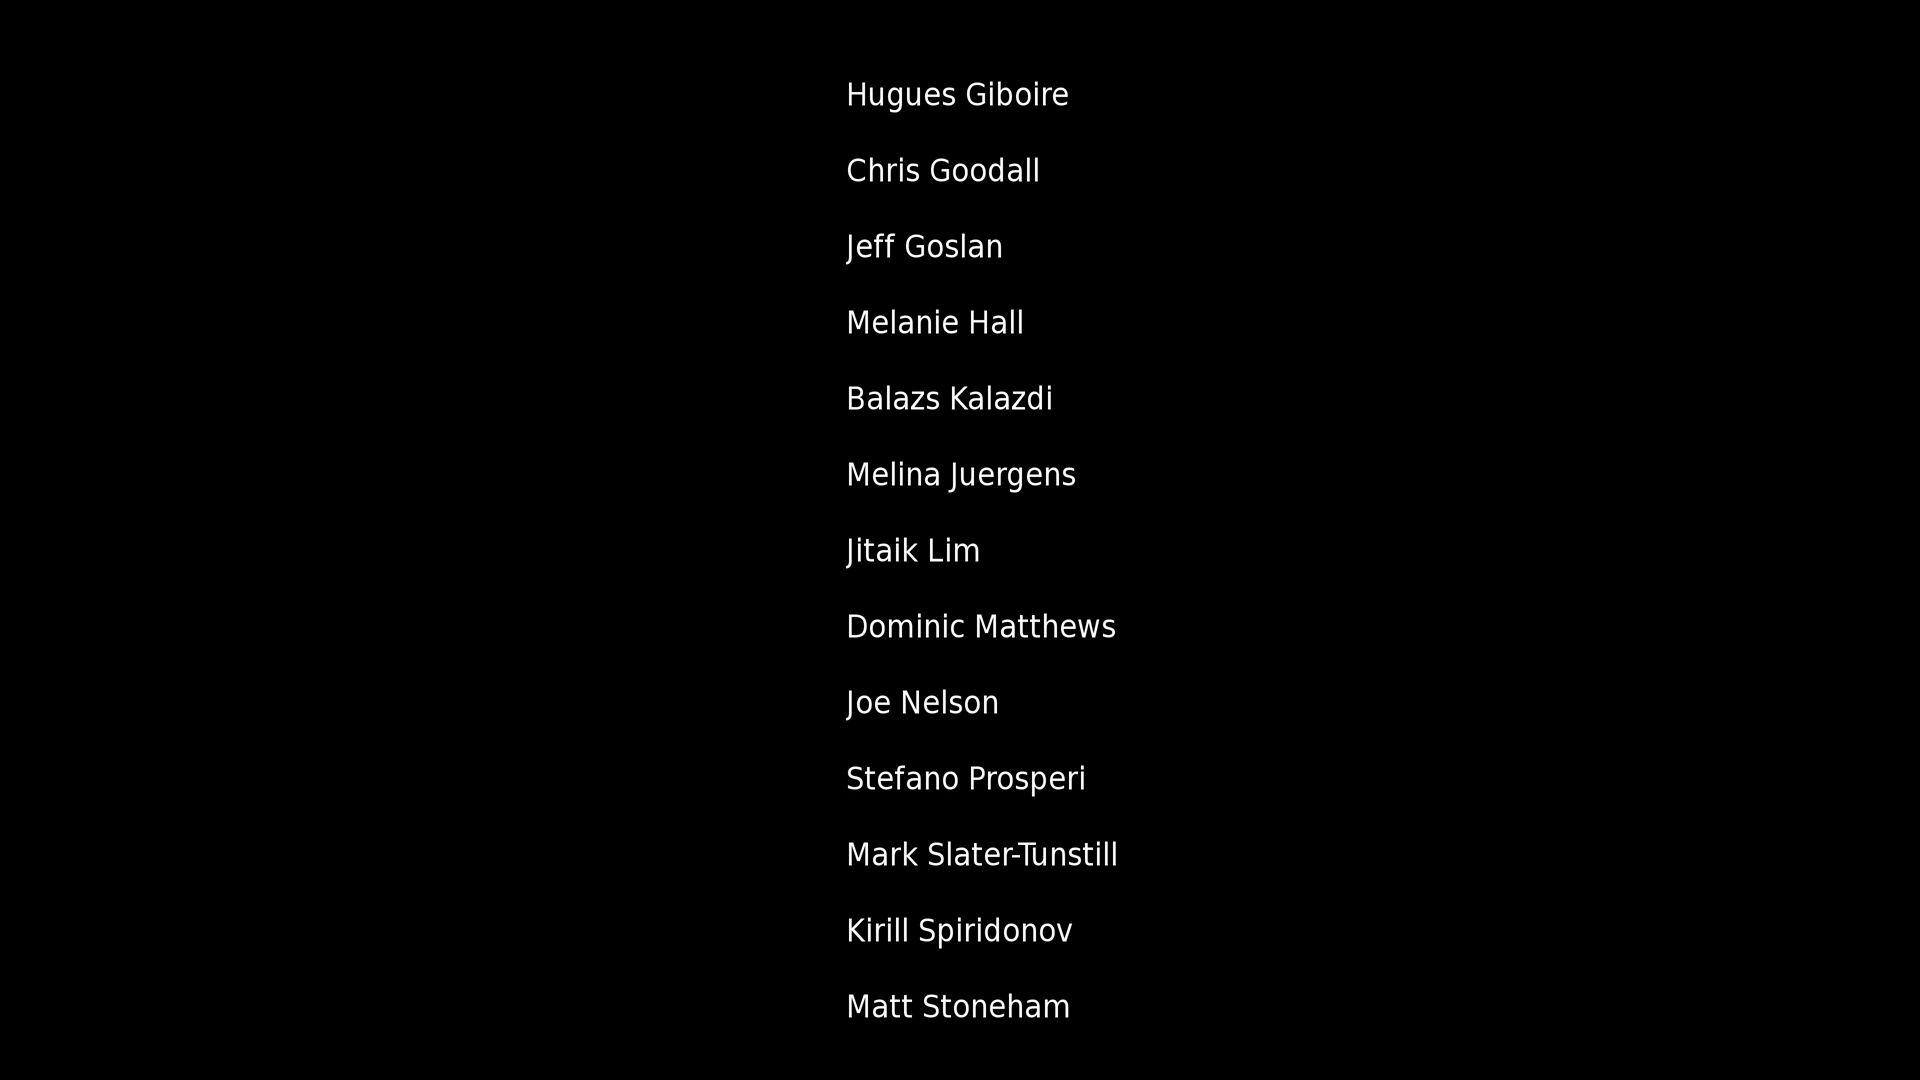 Hugues Giboire
Chris Goodall
Jeff Goslan
Melanie Hall
Balazs Kalazdi
Melina Juergens
Jitaik Lim
Dominic Matthews
Joe Nelson
Stefano Prosperi
Mark Slater-Tunstill
Kirill Spiridonov
Matt Stoneham